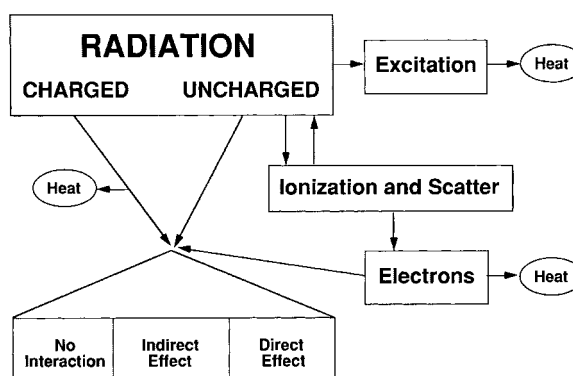 RADIATION
CHARGED UNCHARGED
Excitation
Heat
Heat
Ionization and Scatter
Electrons
Heat
No
Interaction
Indirect
Effect
Direct
Effect